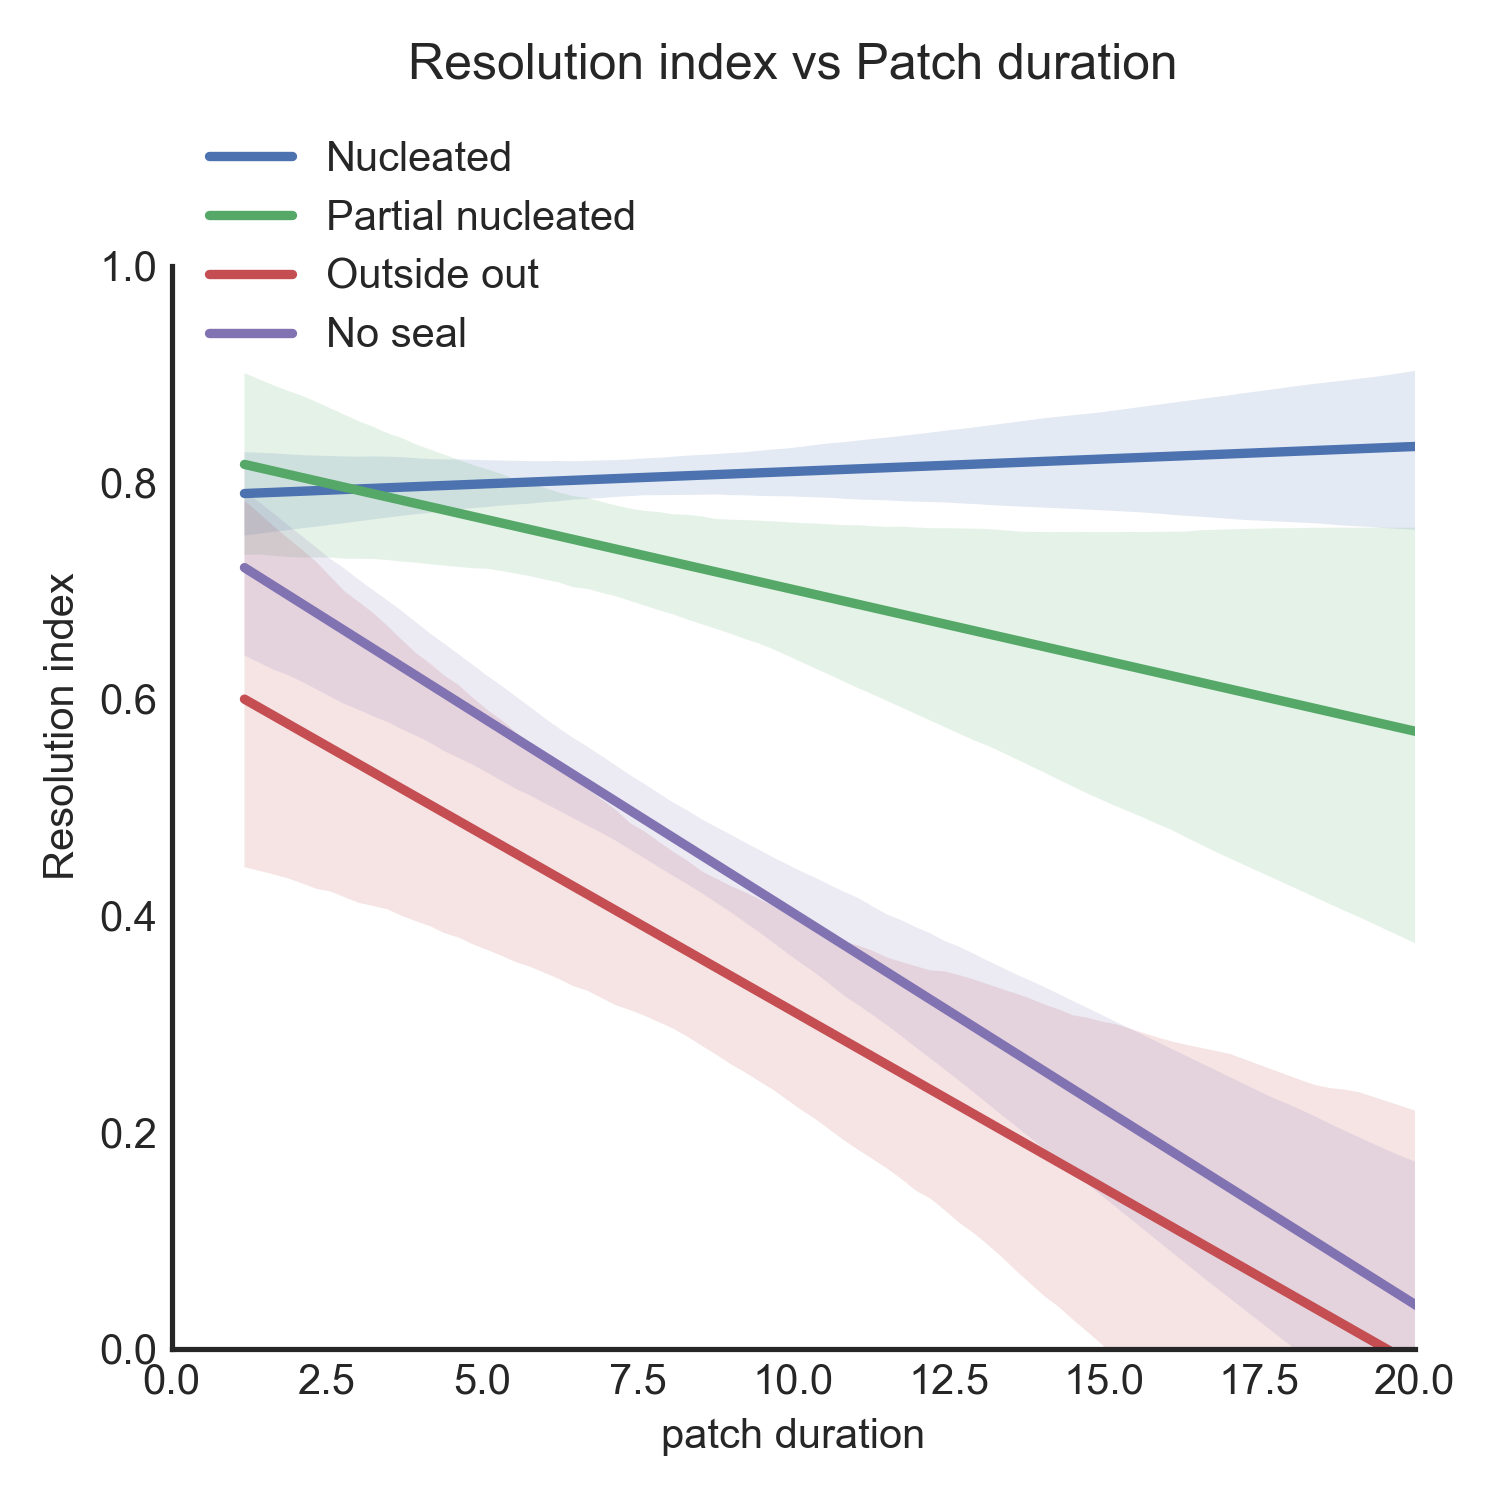 Resolution index vs Patch duration
Nucleated
Partial nucleated
Outside out
No seal
1.0
0.8
0.6
0.4
0.2
0.0
Resolution index
0.0 2.5 5.0 7.5 10.0 12.5 15.0 17.5 20.0
patch duration